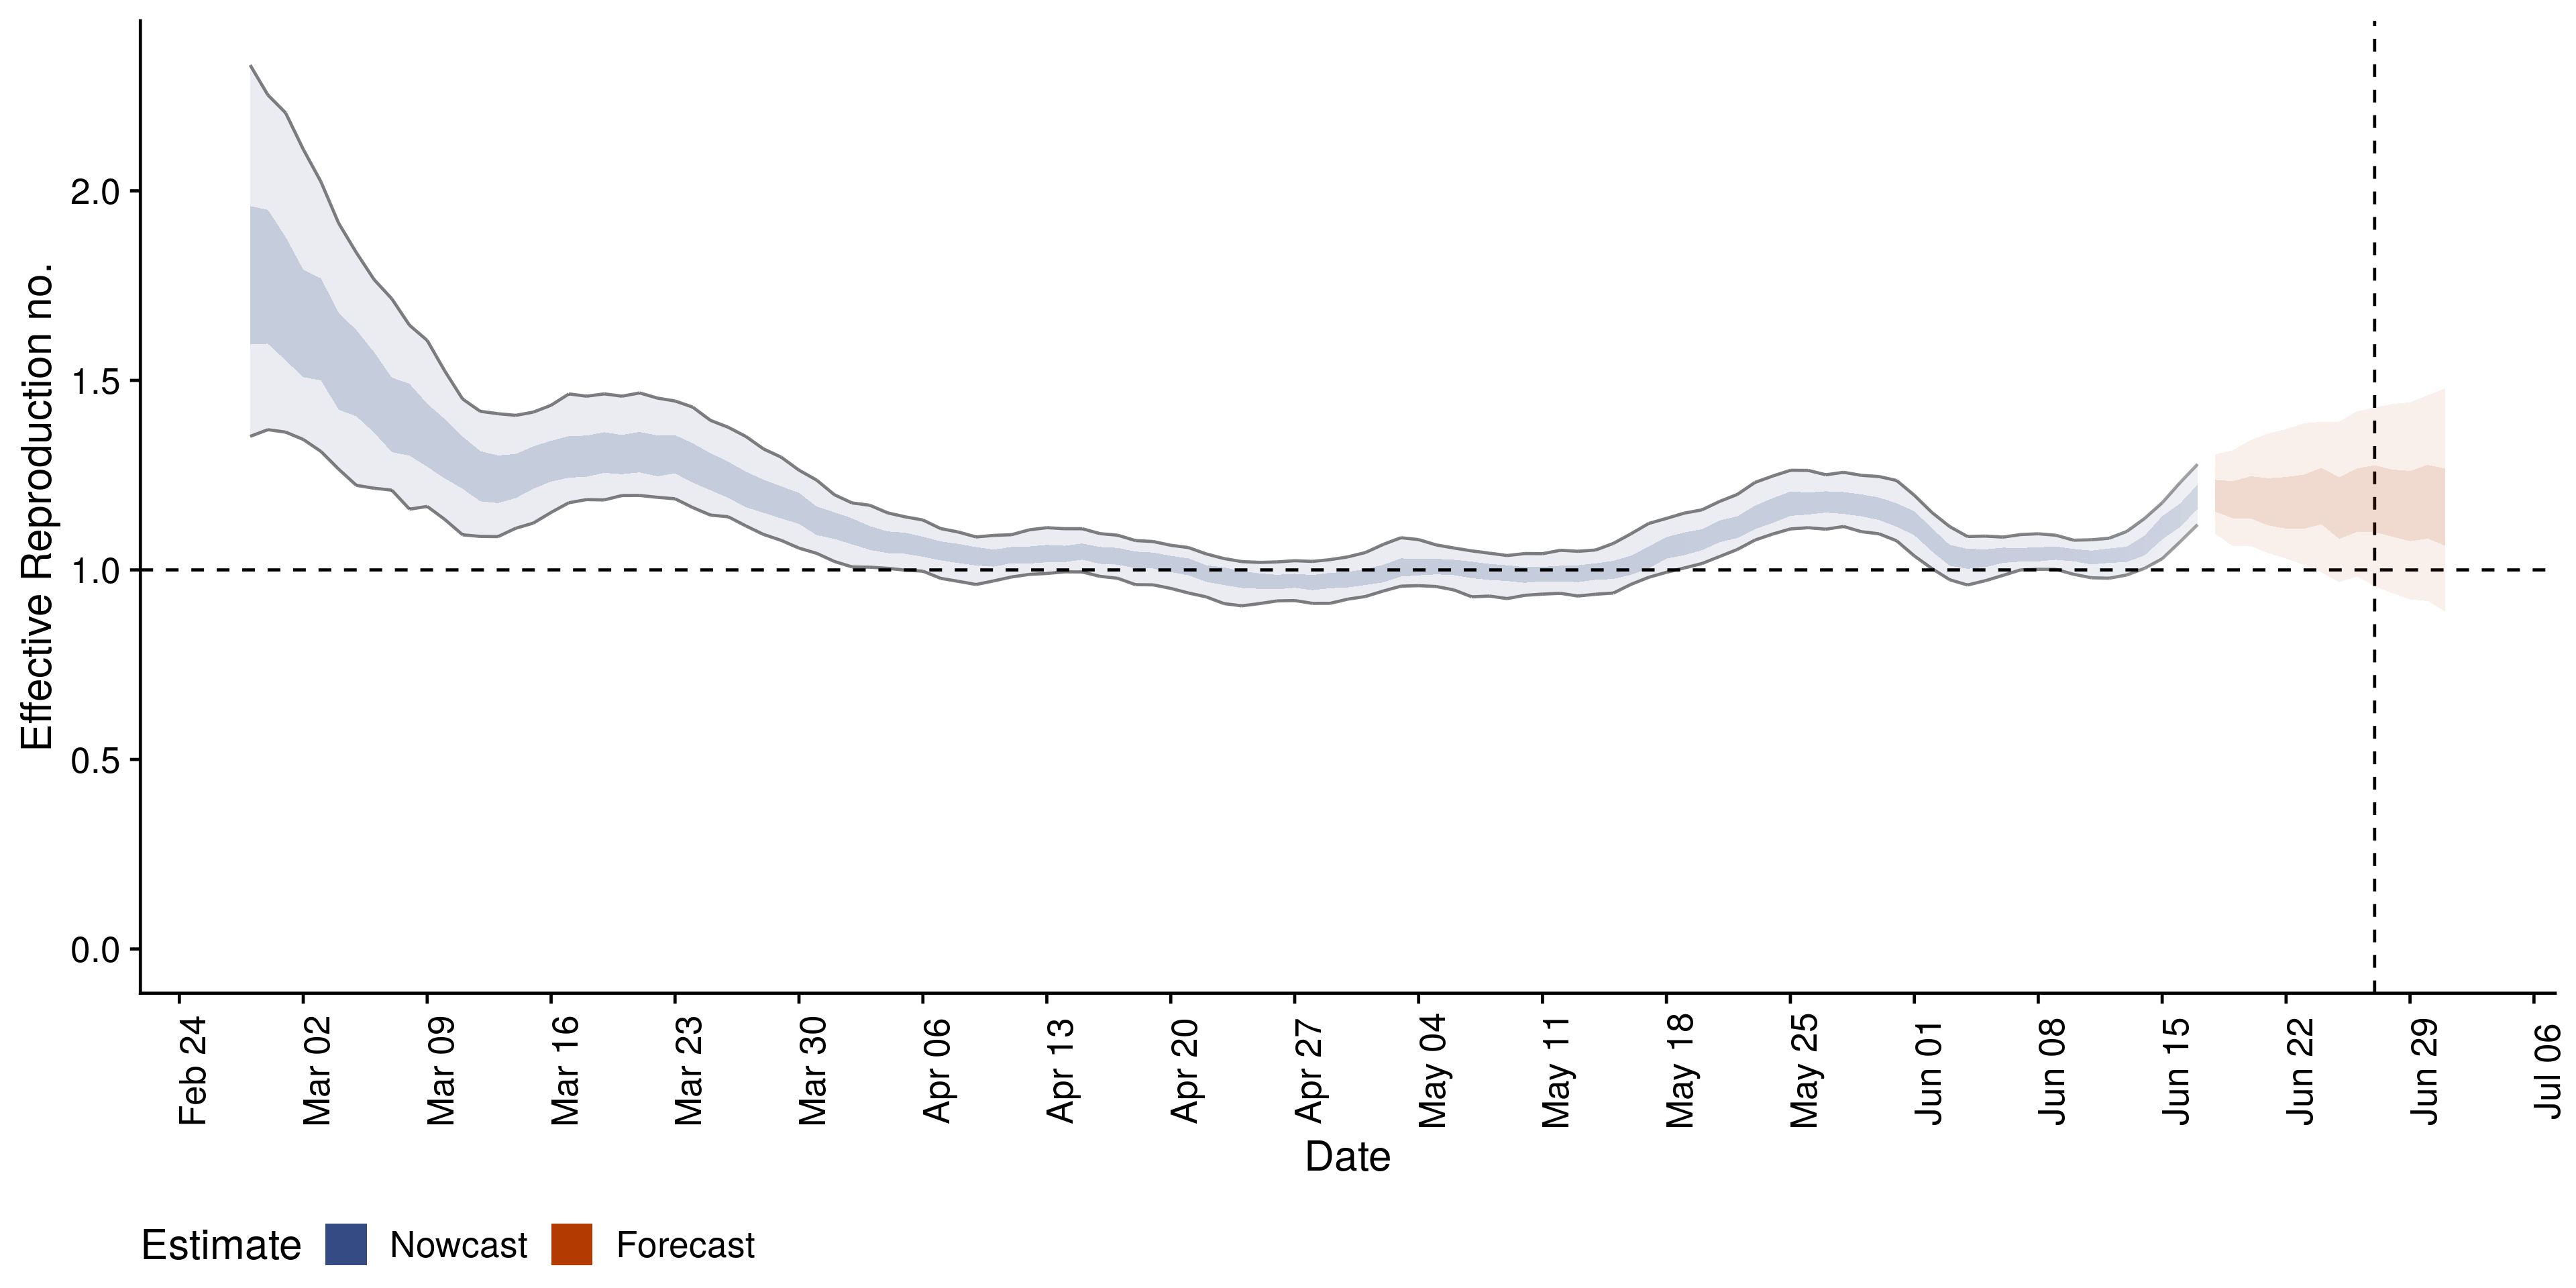 Effective Reproduction no.
2.0
1.5
1.0
0.5
0.0
Feb 24
Mar 02
Mar 09
Mar 16
Mar 23
Mar 30
Apr 06
Apr 13
Apr 20
Apr 27
May 04
May 11
May 18
May 25
Jun 01
Jun 08
Jun 15
Jun 22
Jun 29
Jul 06
Date
Estimate Nowcast Forecast